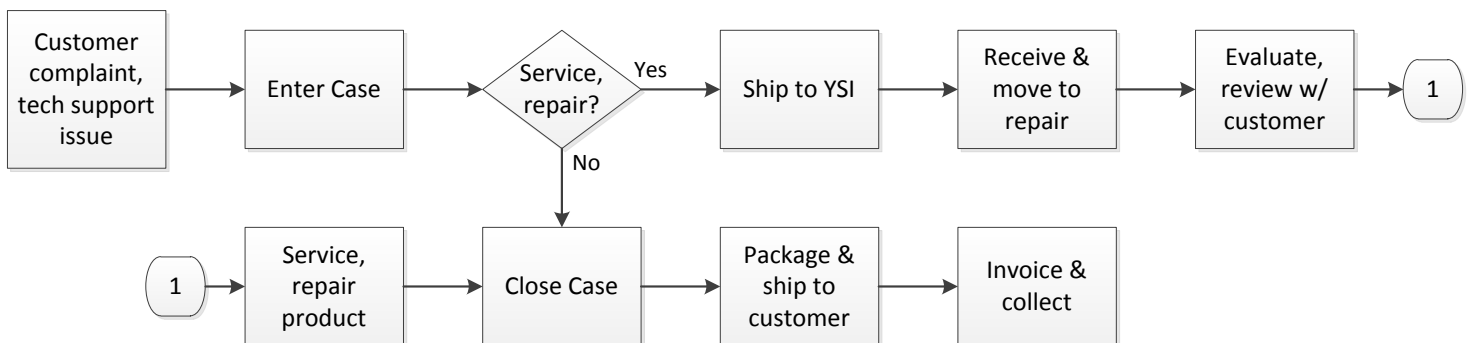 Customer
complaint,
tech support
issue
Enter Case
Service,
repair?
Yes
No
Ship to YSI
Receive &
move to
repair
Evaluate,
review w/
customer
1
1
Service,
repair
product
Close Case
Package &
ship to
customer
Invoice &
collect